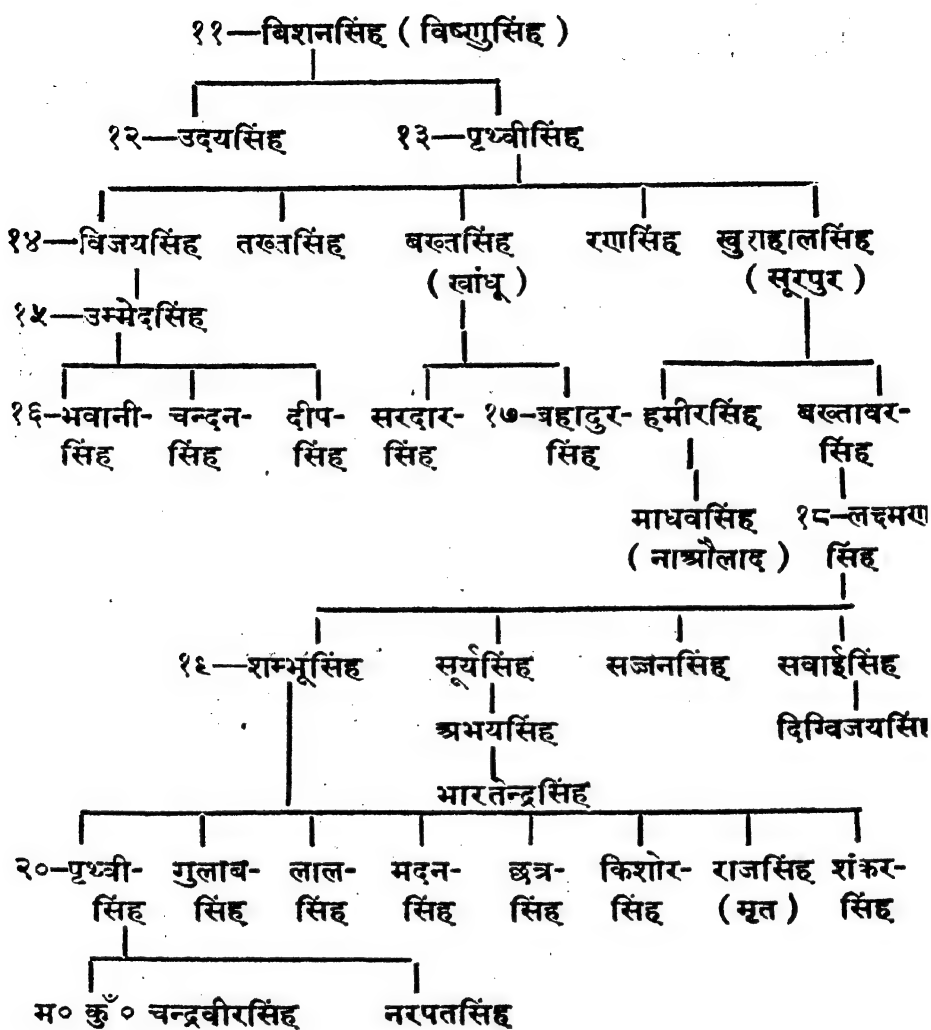 ११—बिशनसिंह ( विष्णुसिंह )
१२—उदयसिंह १३—पृथ्वीसिंह
१४—विजयसिंह तख्तसिंह बख्तसिंह रणसिंह खुशहालसिंह
( खांधू ) ( सूरपुर )
१५—उम्मेदसिंह
१६-भवानी- चन्दन- दीप- सरदार- १७-बहादुर- हमीरसिंह बख्तावर-
सिंह सिंह सिंह सिंह सिंह सिंह
माधवसिंह १८-लक्ष्मण
( नाऔलाद ) सिंह
१९—शम्भूसिंह सूर्यसिंह सज्जनसिंह सवाईसिंह
अभयसिंह दिग्विजयसिंह
भारतेन्द्रसिंह
२०-पृथ्वी- गुलाब- लाल- मदन- छत्र- किशोर- राजसिंह शंकर-
सिंह सिंह सिंह सिंह सिंह सिंह ( मृत ) सिंह
म० कुँ० चन्द्रवीरसिंह नरपतसिंह